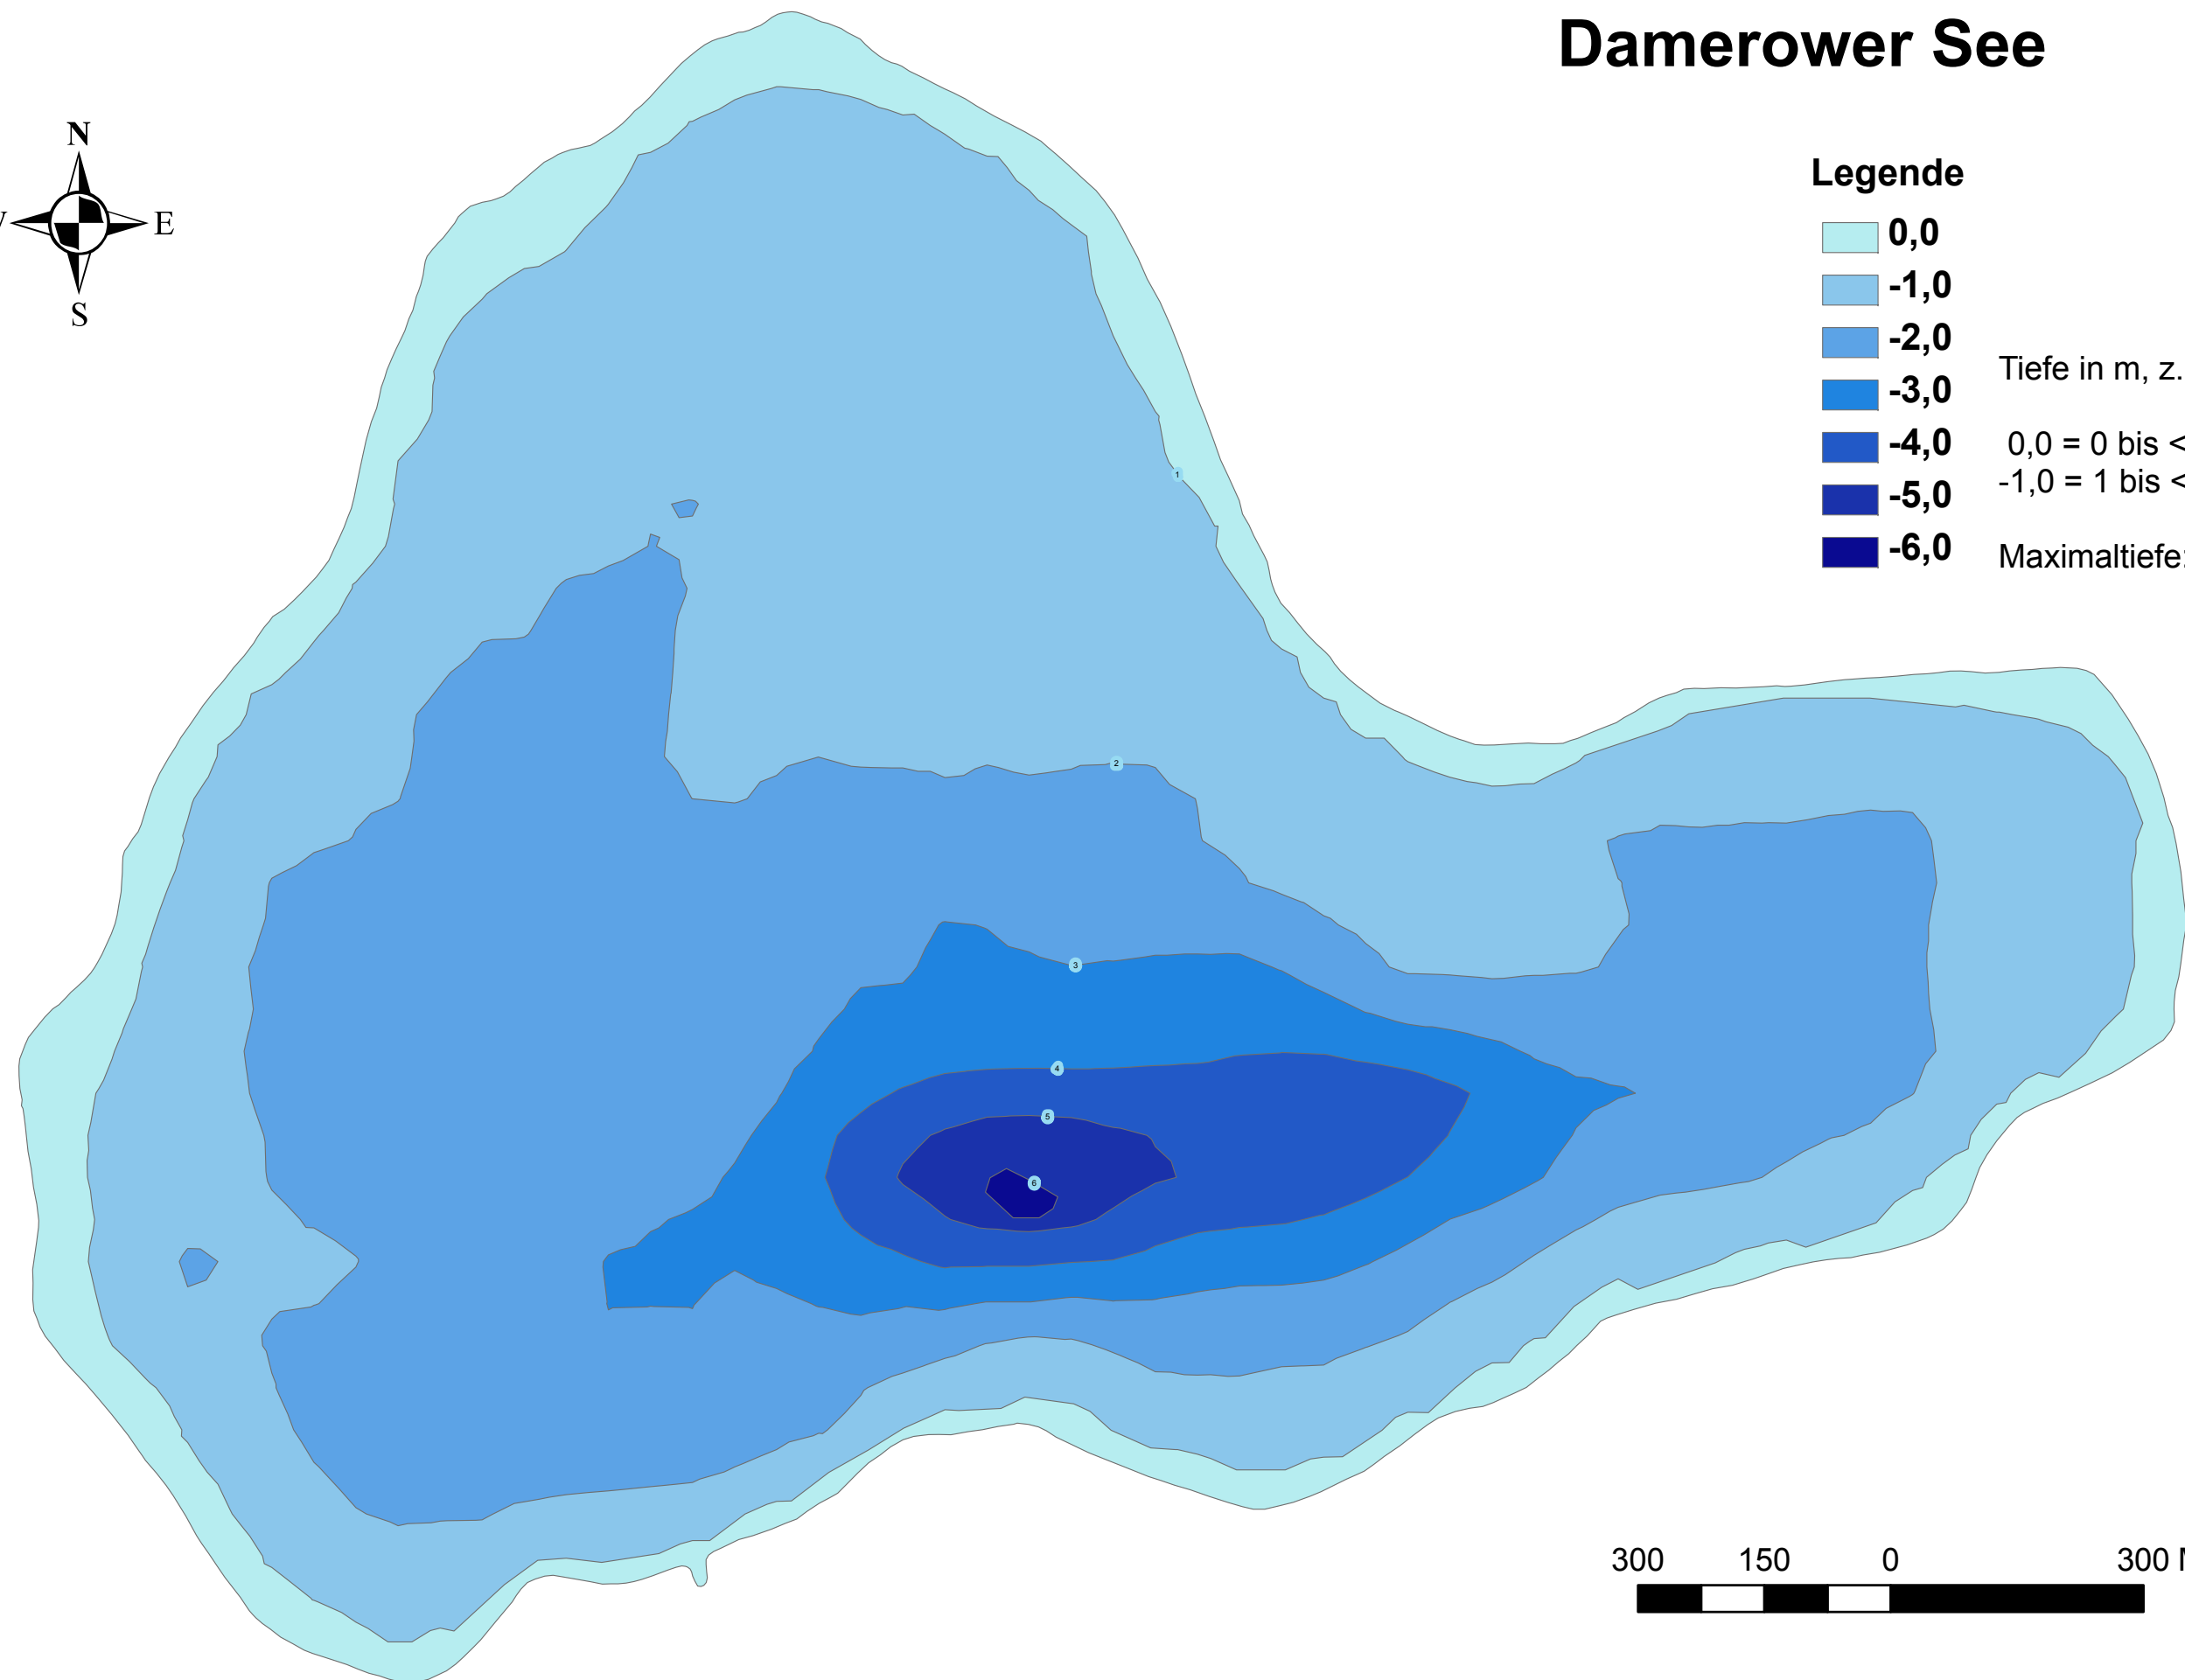 Damerower See
N
E
S
Legende
0,0
-1,0
-2,0
-3,0
-4,0
-5,0
-6,0
Tiefe in m, z.
0,0 = 0 bis <
-1,0 = 1 bis <
Maximaltiefe:
1
2
3
4
5
6
300 150 0 300